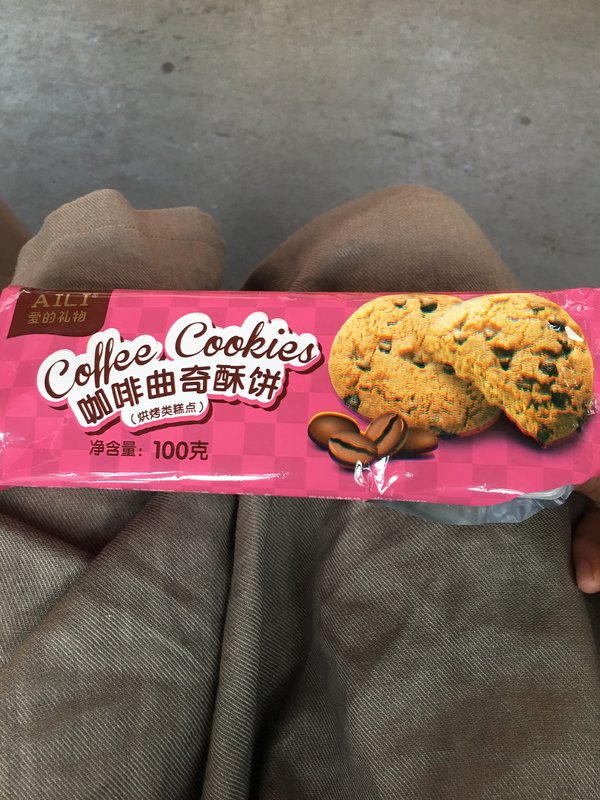 AILI®
爱的礼物
Coffee Cookies
咖啡曲奇酥饼
(烘烤类糕点)
净含量: 100克